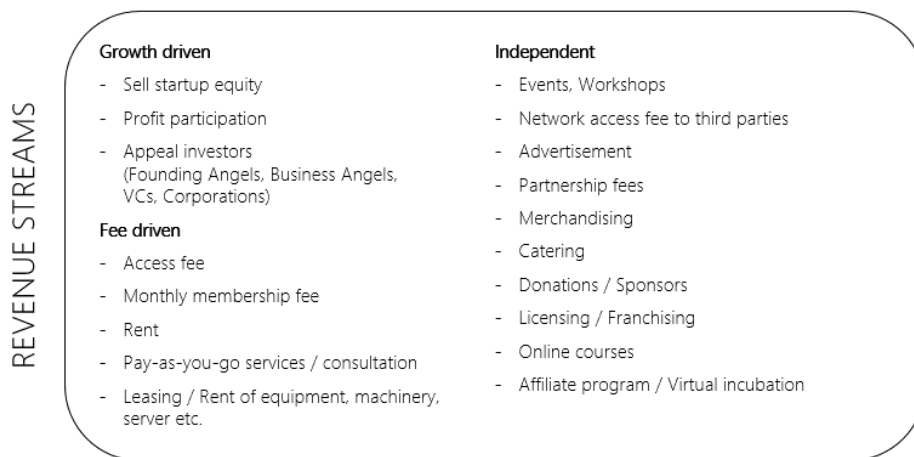 REVENUE STREAMS
Growth driven
- Sell startup equity
- Profit participation
- Appeal investors
(Founding Angels, Business Angels,
VCs, Corporations)
Fee driven
- Access fee
- Monthly membership fee
- Rent
- Pay-as-you-go services / consultation
- Leasing / Rent of equipment, machinery,
server etc.
Independent
- Events, Workshops
- Network access fee to third parties
- Advertisement
- Partnership fees
- Merchandising
- Catering
- Donations / Sponsors
- Licensing / Franchising
- Online courses
- Affiliate program / Virtual incubation